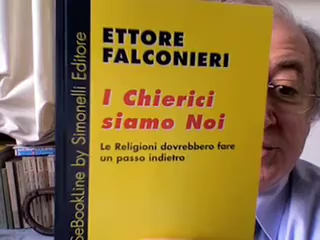 ETTORE
FALCONIERI
I Chierici
siamo Noi
Le Religioni dovrebbero fare
un passo indietro
eBookLine by Simonelli Editore